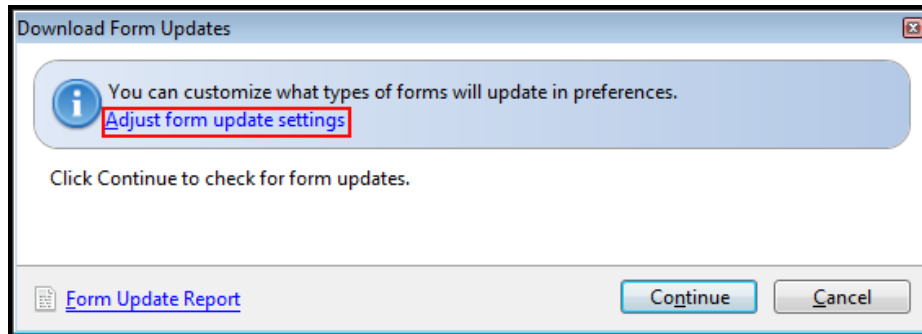 Download Form Updates
You can customize what types of forms will update in preferences.
Adjust form update settings
Click Continue to check for form updates.
Form Update Report
Continue
Cancel